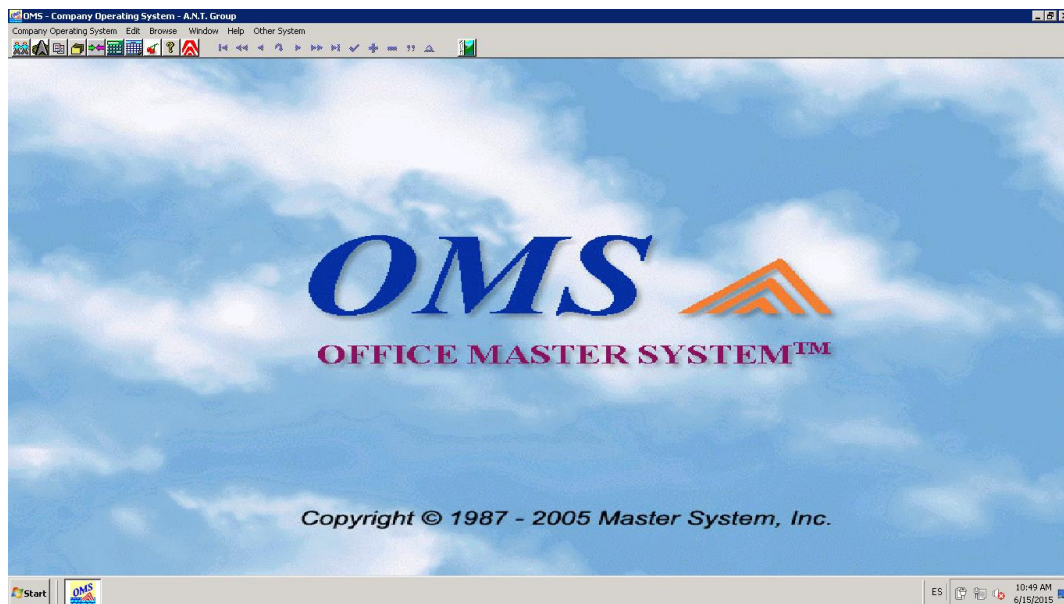 OMS - Company Operating System - A.N.T. Group
Company Operating System Edit Browse Window Help Other System
OMS
OFFICE MASTER SYSTEM™
Copyright © 1987 - 2005 Master System, Inc.
Start OMS ES 10:49 AM
6/15/2015